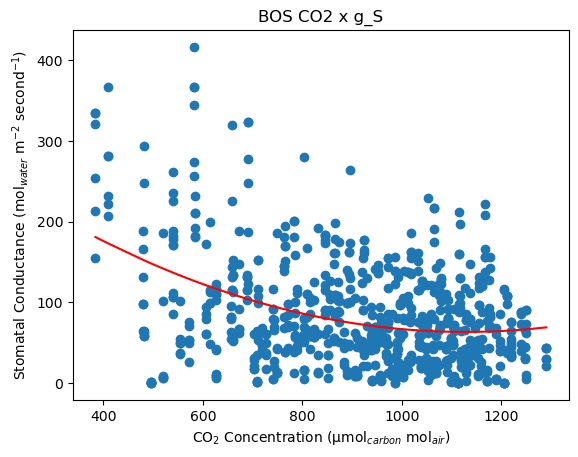 BOS CO2 x g_S
Stomatal Conductance (mol_water m^−2 second^−1)
400
300
200
100
0
400 600 800 1000 1200
CO_2 Concentration (μmol_carbon mol_air)